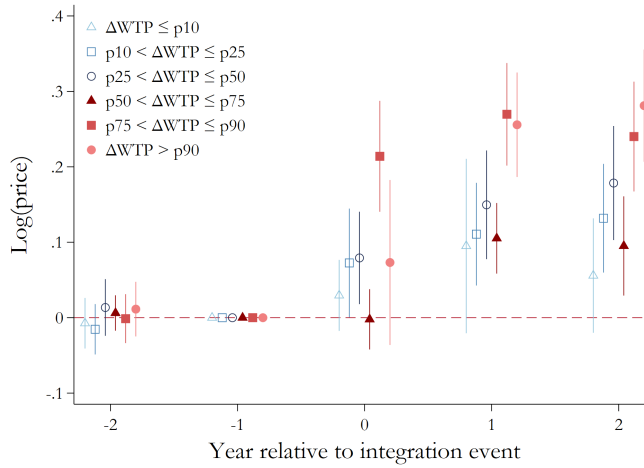 .4
.3
.2
.1
0
-.1
Log(price)
ΔWTP ≤ p10
p10 < ΔWTP ≤ p25
p25 < ΔWTP ≤ p50
p50 < ΔWTP ≤ p75
p75 < ΔWTP ≤ p90
ΔWTP > p90
-2 -1 0 1 2
Year relative to integration event